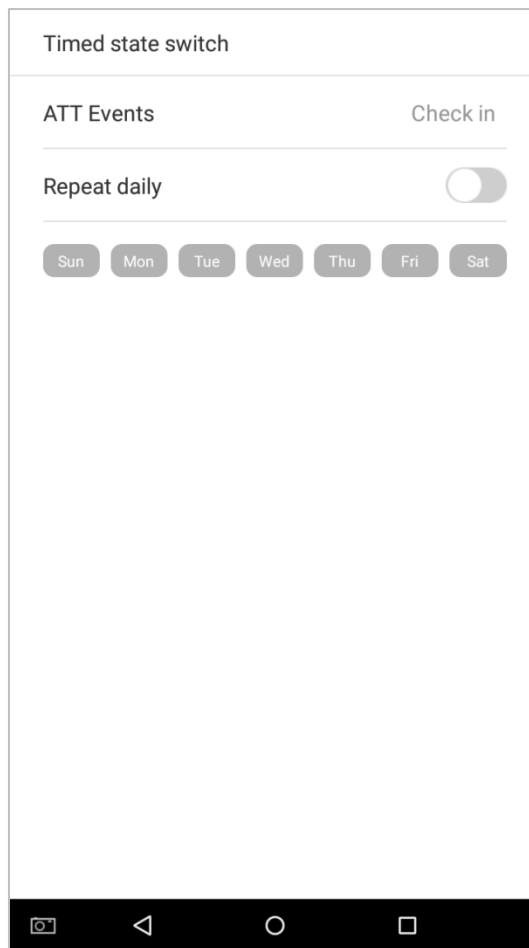 Timed state switch
ATT Events Check in
Repeat daily
Sun Mon Tue Wed Thu Fri Sat